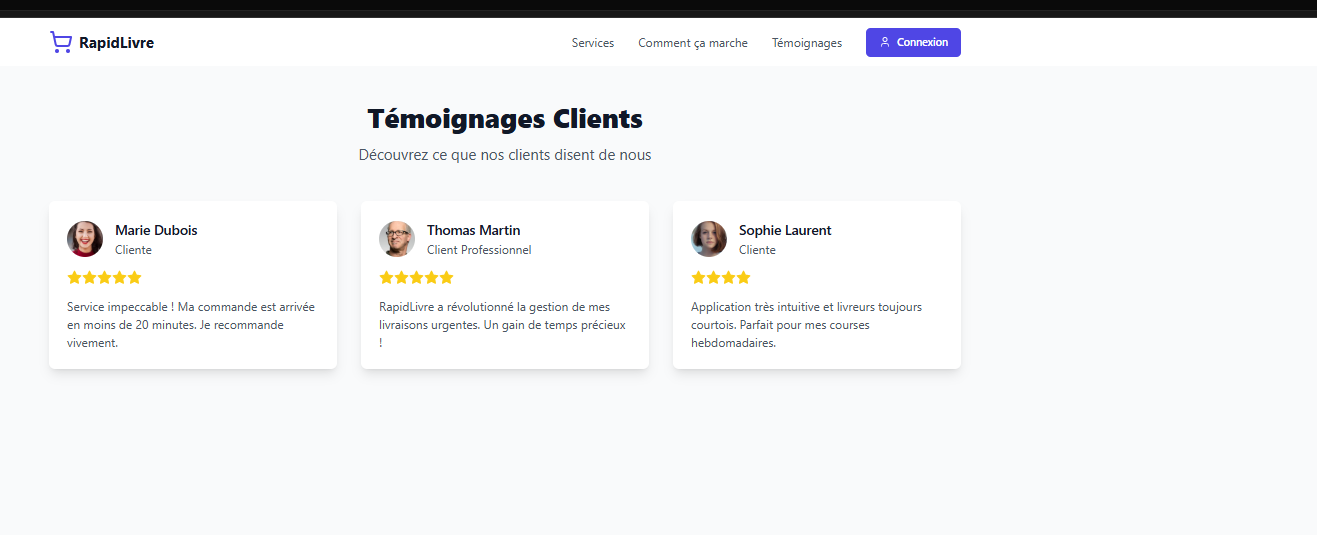 RapidLivre
Services
Comment ça marche
Témoignages
Connexion
Témoignages Clients
Découvrez ce que nos clients disent de nous
Marie Dubois
Cliente
Service impeccable ! Ma commande est arrivée
en moins de 20 minutes. Je recommande
vivement.
Thomas Martin
Client Professionnel
RapidLivre a révolutionné la gestion de mes
livraisons urgentes. Un gain de temps précieux
!
Sophie Laurent
Cliente
Application très intuitive et livreurs toujours
courtois. Parfait pour mes courses
hebdomadaires.